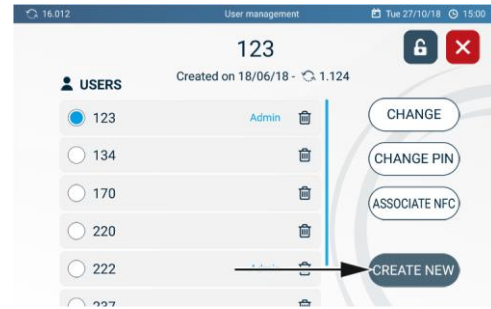 16.012 User management Tue 27/10/18 15:00
123
Created on 18/06/18 - 1.124
USERS
123 Admin
134
170
220
222
237
CHANGE
CHANGE PIN
ASSOCIATE NFC
CREATE NEW